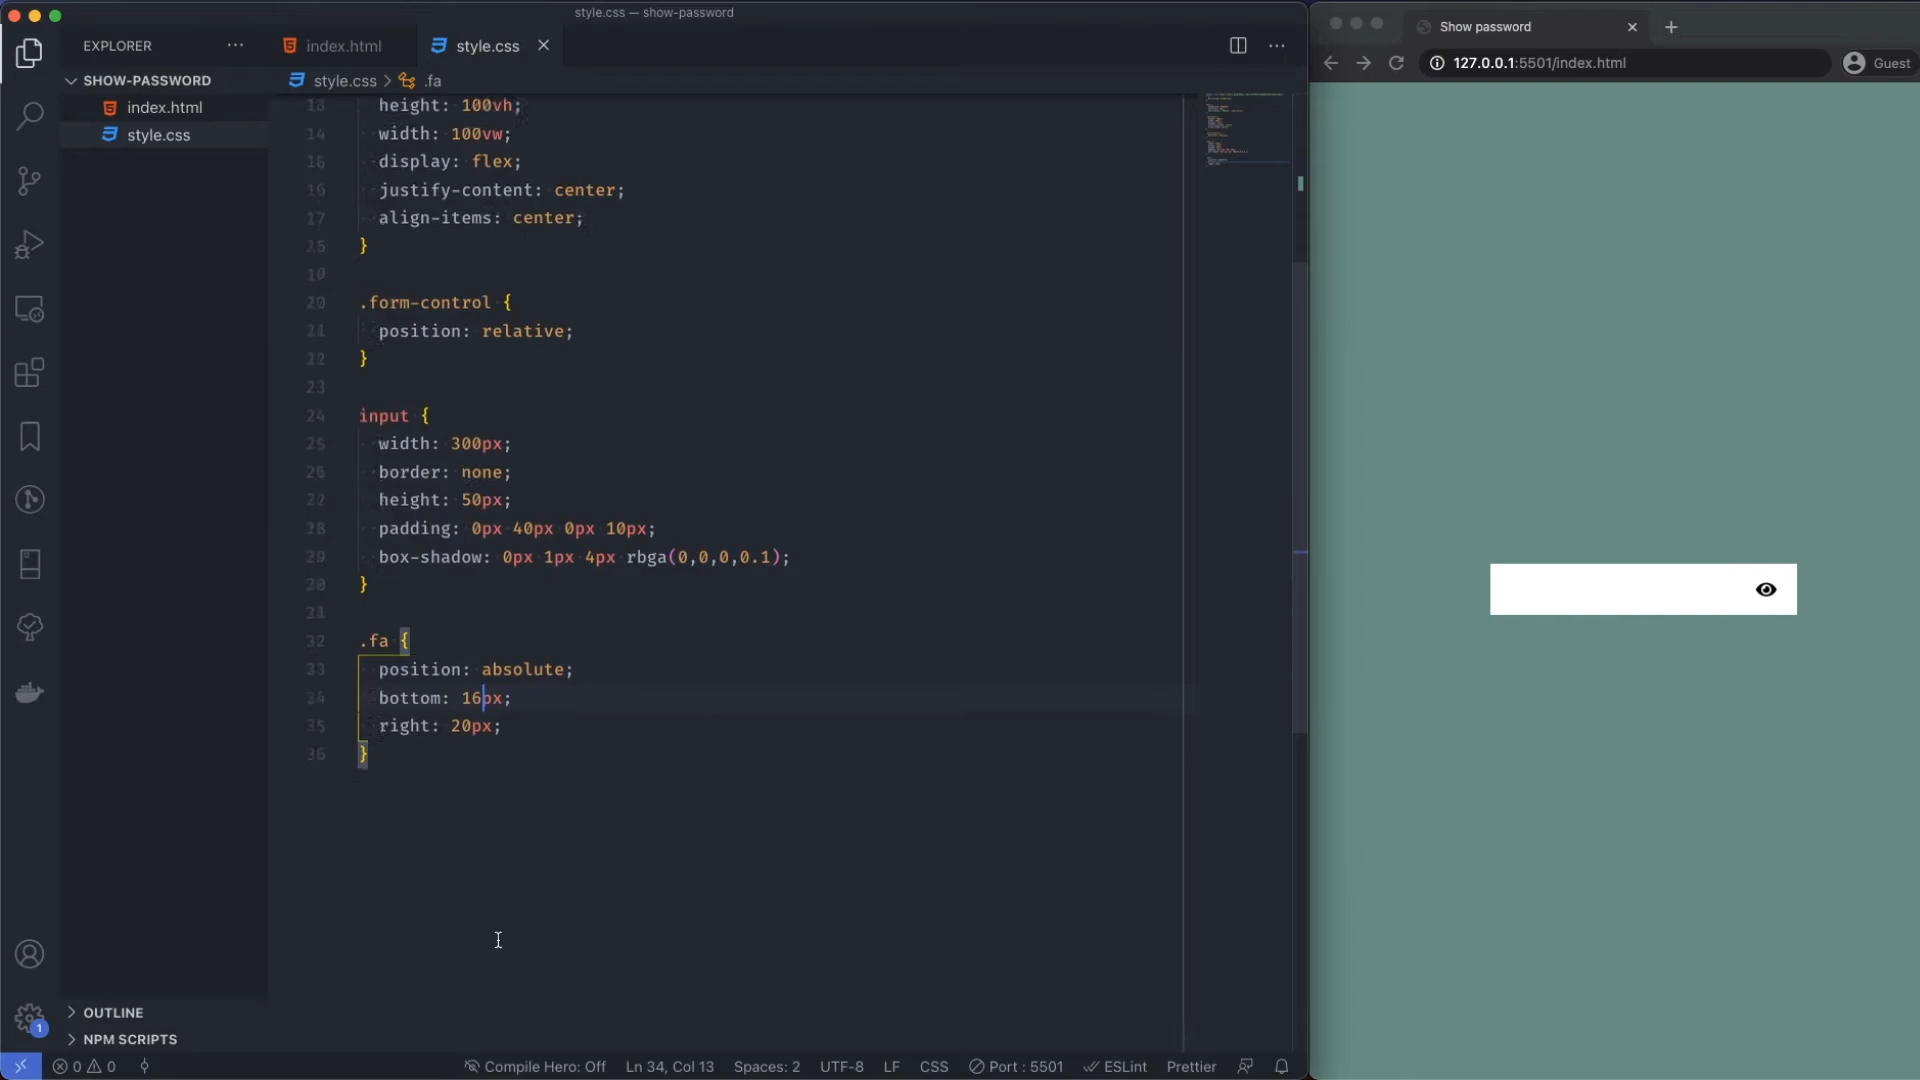 style.css — show-password
EXPLORER
index.html
style.css
SHOW-PASSWORD
index.html
style.css
style.css > .fa
13 height: 100vh;
14 width: 100vw;
15 display: flex;
16 justify-content: center;
17 align-items: center;
18 }
19
20 .form-control {
21 position: relative;
22 }
23
24 input {
25 width: 300px;
26 border: none;
27 height: 50px;
28 padding: 0px 40px 0px 10px;
29 box-shadow: 0px 1px 4px rbga(0,0,0,0.1);
30 }
31
32 .fa {
33 position: absolute;
34 bottom: 16px;
35 right: 20px;
36 }
OUTLINE
NPM SCRIPTS
1
0 0
Compile Hero: Off
Ln 34, Col 13
Spaces: 2
UTF-8
LF
CSS
Port : 5501
ESLint
Prettier
Show password
127.0.0.1:5501/index.html
Guest